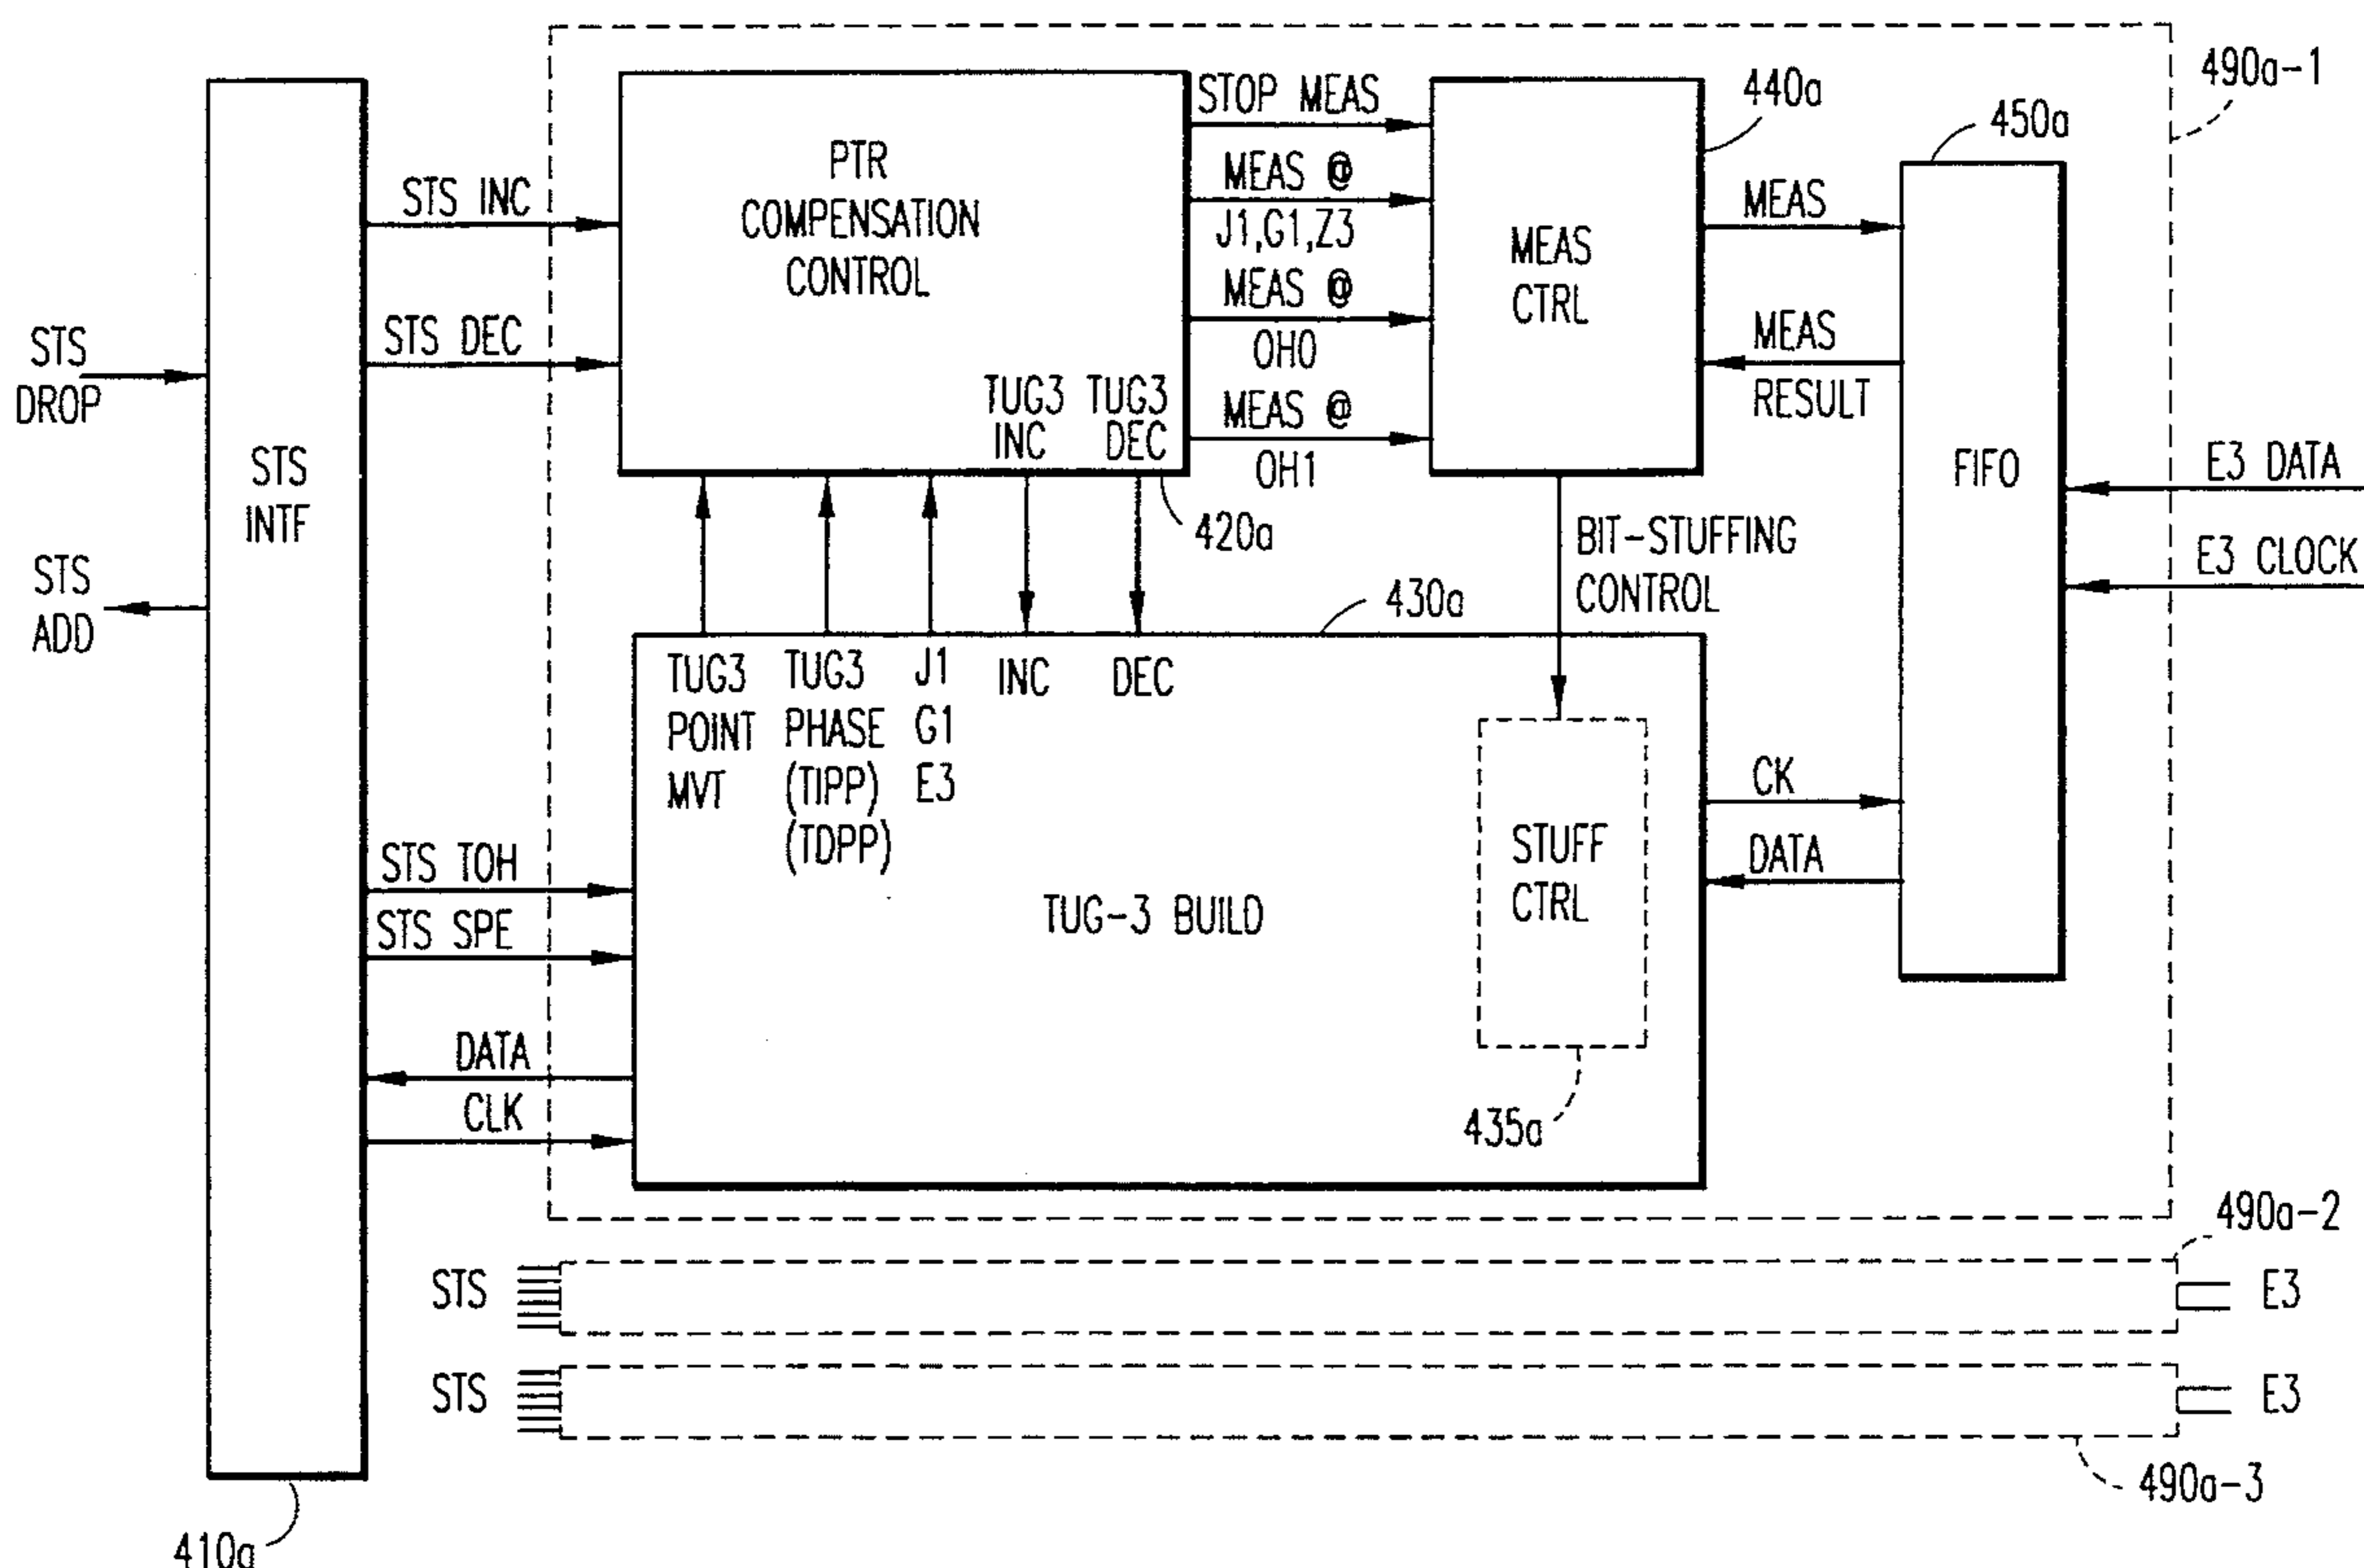 490a-1
440a
450a
STOP MEAS
MEAS @
J1,G1,Z3
MEAS @
OH0
MEAS @
OH1
PTR
COMPENSATION
CONTROL
TUG3 TUG3
INC DEC
MEAS
CTRL
MEAS
MEAS
RESULT
FIFO
STS INC
STS DEC
STS
DROP
STS
INTF
STS
ADD
E3 DATA
E3 CLOCK
420a
BIT-STUFFING
CONTROL
430a
TUG3
POINT
MVT
TUG3
PHASE
(TIPP)
(TDPP)
J1
G1
E3
INC
DEC
STUFF
CTRL
CK
DATA
TUG-3 BUILD
STS TOH
STS SPE
DATA
CLK
435a
490a-2
STS
E3
STS
E3
490a-3
410a